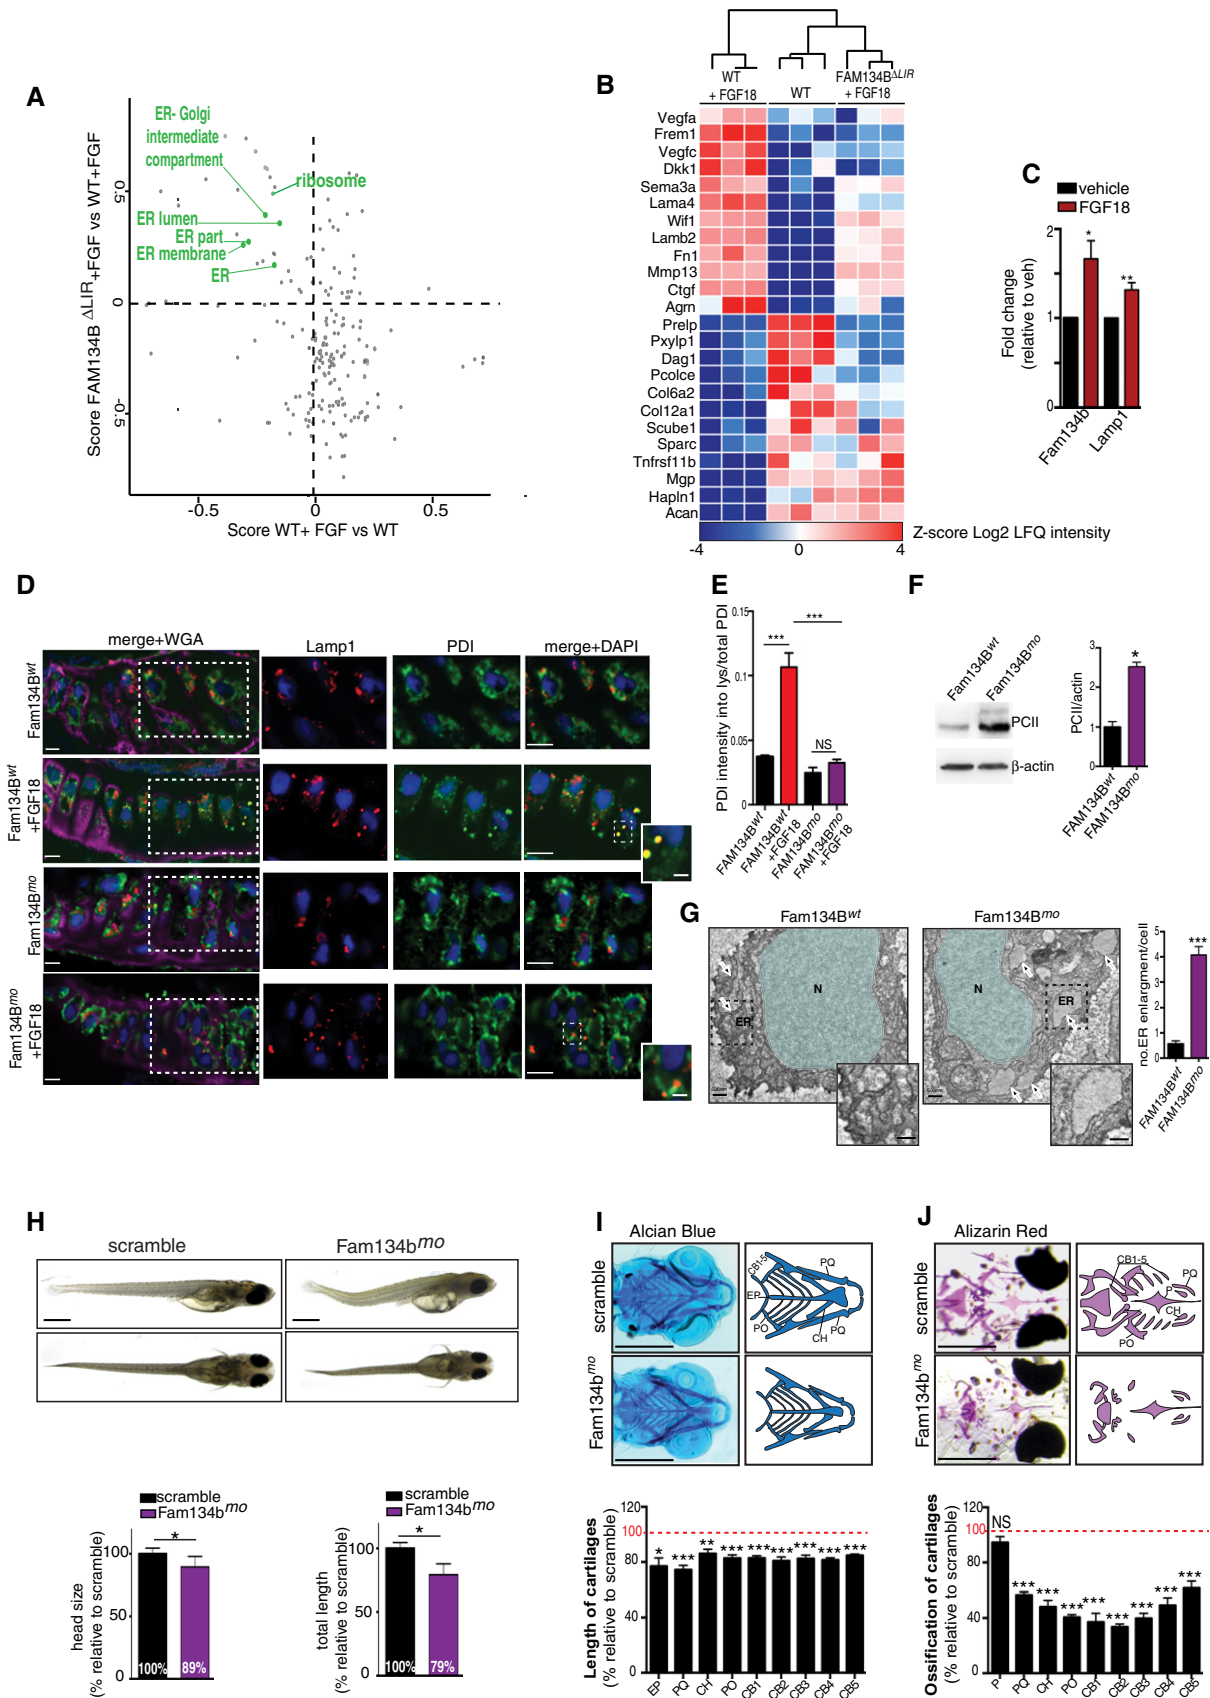 A
ER- Golgi
intermediate
compartment
ribosome
ER lumen
ER part
ER membrane
ER
0.5
0
-0.5
Score FAM134B ΔLIR+FGF vs WT+FGF
-0.5
0
0.5
Score WT+ FGF vs WT
B
WT
+ FGF18
WT
FAM134BΔLIR
+ FGF18
Vegfa
Frem1
Vegfc
Dkk1
Sema3a
Lama4
Wif1
Lamb2
Fn1
Mmp13
Ctgf
Agrn
Prelp
Pxylp1
Dag1
Pcolce
Col6a2
Col12a1
Scube1
Sparc
Tnfrsf11b
Mgp
Hapln1
Acan
-4
0
4
Z-score Log2 LFQ intensity
C
vehicle
FGF18
Fold change
(relative to veh)
2
1
0
*
**
Fam134b
Lamp1
D
merge+WGA
Lamp1
PDI
merge+DAPI
Fam134Bwt
Fam134Bwt
+FGF18
Fam134Bmo
Fam134Bmo
+FGF18
E
PDI intensity into lys/total PDI
0.15
0.1
0.05
0
***
***
NS
FAM134Bwt
FAM134Bwt
+FGF18
FAM134Bmo
FAM134Bmo
+FGF18
F
Fam134Bwt
Fam134Bmo
PCII
β-actin
PCII/actin
3
2
1
0
*
FAM134Bwt
FAM134Bmo
G
Fam134Bwt
Fam134Bmo
N
ER
N
ER
no.ER enlargment/cell
5
4
3
2
1
0
***
FAM134Bwt
FAM134Bmo
H
scramble
Fam134bmo
scramble
Fam134bmo
head size
(% relative to scramble)
100
50
0
*
100%
89%
scramble
Fam134bmo
total length
(% relative to scramble)
100
50
0
*
100%
79%
I
Alcian Blue
scramble
Fam134bmo
CB1-5
PQ
EP
PO
CH
PQ
Length of cartilages
(% relative to scramble)
120
100
80
40
0
*
***
**
***
***
***
***
***
***
EP
PQ
CH
PO
CB1
CB2
CB3
CB4
CB5
J
Alizarin Red
scramble
Fam134bmo
CB1-5
PQ
P
CH
PO
Ossification of cartilages
(% relative to scramble)
120
100
80
40
0
NS
***
***
***
***
***
***
***
***
P
PQ
CH
PO
CB1
CB2
CB3
CB4
CB5